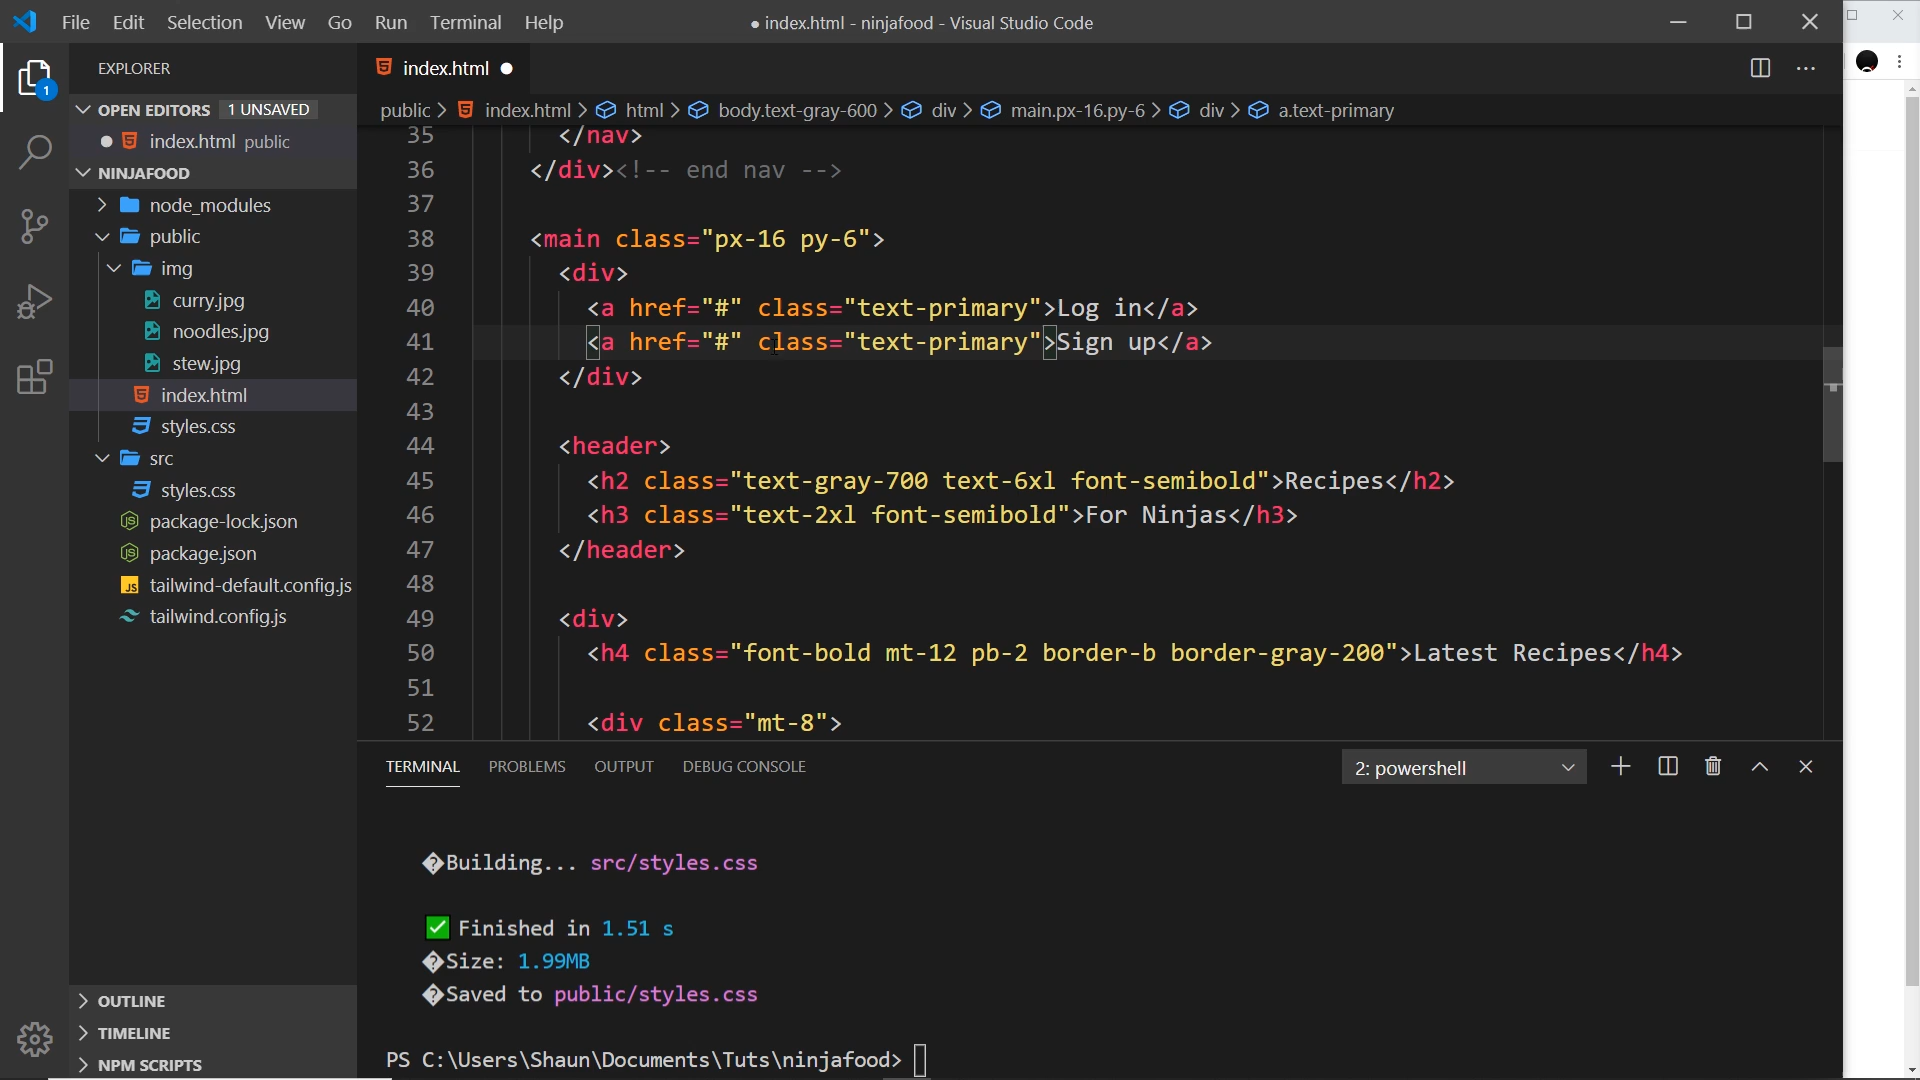 File Edit Selection View Go Run Terminal Help
● index.html - ninjafood - Visual Studio Code
EXPLORER
OPEN EDITORS 1 UNSAVED
index.html public
NINJAFOOD
node_modules
public
img
curry.jpg
noodles.jpg
stew.jpg
index.html
styles.css
src
styles.css
package-lock.json
package.json
tailwind-default.config.js
tailwind.config.js
OUTLINE
TIMELINE
NPM SCRIPTS
1
index.html
public > index.html > html > body.text-gray-600 > div > main.px-16.py-6 > div > a.text-primary
35 </nav>
36 </div><!-- end nav -->
37
38 <main class="px-16 py-6">
39 <div>
40 <a href="#" class="text-primary">Log in</a>
41 <a href="#" class="text-primary">Sign up</a>
42 </div>
43
44 <header>
45 <h2 class="text-gray-700 text-6xl font-semibold">Recipes</h2>
46 <h3 class="text-2xl font-semibold">For Ninjas</h3>
47 </header>
48
49 <div>
50 <h4 class="font-bold mt-12 pb-2 border-b border-gray-200">Latest Recipes</h4>
51
52 <div class="mt-8">
TERMINAL PROBLEMS OUTPUT DEBUG CONSOLE
2: powershell
�Building... src/styles.css
✅ Finished in 1.51 s
�Size: 1.99MB
�Saved to public/styles.css
PS C:\Users\Shaun\Documents\Tuts\ninjafood>